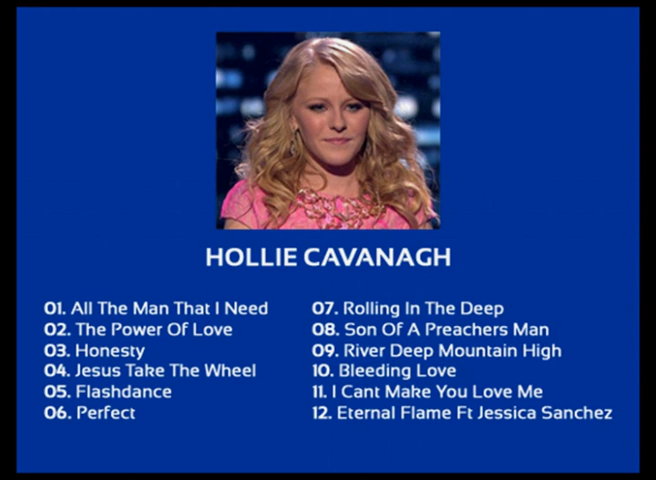 HOLLIE CAVANAGH
01. All The Man That I Need
02. The Power Of Love
03. Honesty
04. Jesus Take The Wheel
05. Flashdance
06. Perfect
07. Rolling In The Deep
08. Son Of A Preachers Man
09. River Deep Mountain High
10. Bleeding Love
11. I Cant Make You Love Me
12. Eternal Flame Ft Jessica Sanchez